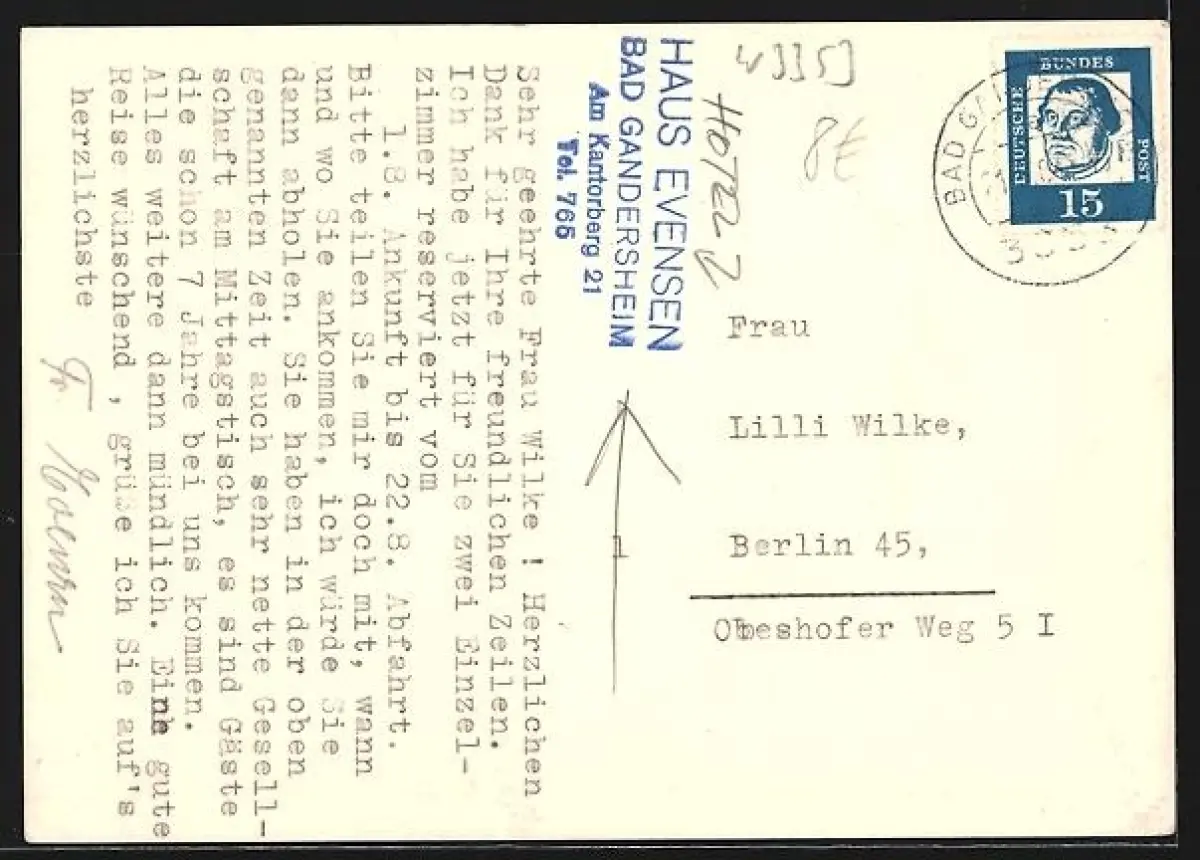 HAUS EVENSEN
BAD GANDERSHEIM
Am Kantorberg 21
Tel. 765
Sehr geehrte Frau Wilke ! Herzlichen
Dank für Ihre freundlichen Zeilen.
Ich habe jetzt für Sie zwei Einzel-
zimmer reserviert vom
1.8. Ankunft bis 22.8. Abfahrt.
Bitte teilen Sie mir doch mit, wann
und wo Sie ankommen, ich würde Sie
dann abholen. Sie haben in der oben
genannten Zeit auch sehr nette Gesell-
schaft am Mittagstisch, es sind Gäste
die schon 7 Jahre bei uns kommen.
Alles weitere dann mündlich. Eine gute
Reise wünschend , grüße ich Sie auf's
herzlichste
Fr.
8€
DEUTSCHE
BUNDES
POST
15
BAD
Frau
Lilli Wilke,
1
Berlin 45,
Obeshofer Weg 5 I